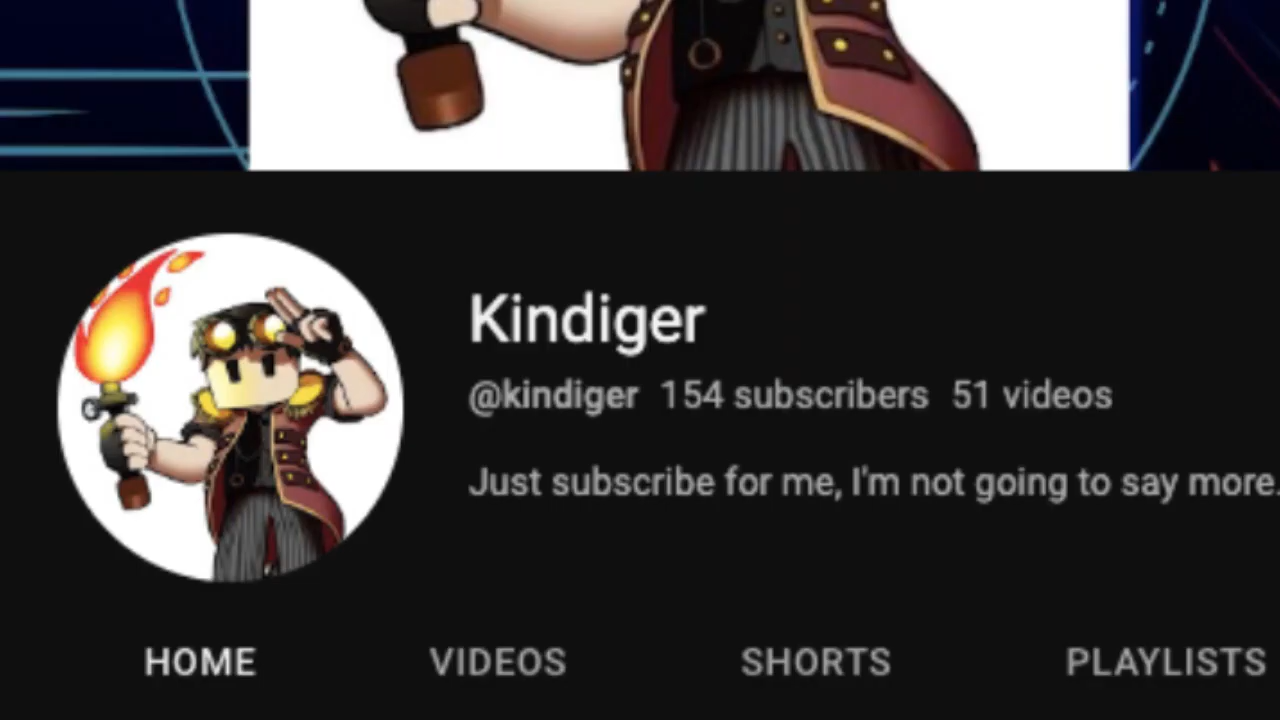 Kindiger
@kindiger 154 subscribers 51 videos
Just subscribe for me, I'm not going to say more.
HOME VIDEOS SHORTS PLAYLISTS